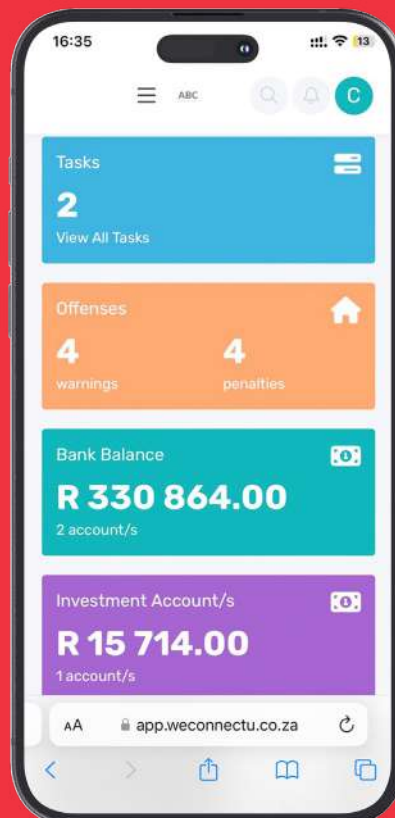 16:35
13
ABC
C
Tasks
2
View All Tasks
Offenses
4 4
warnings penalties
Bank Balance
R 330 864.00
2 account/s
Investment Account/s
R 15 714.00
1 account/s
AA app.weconnectu.co.za